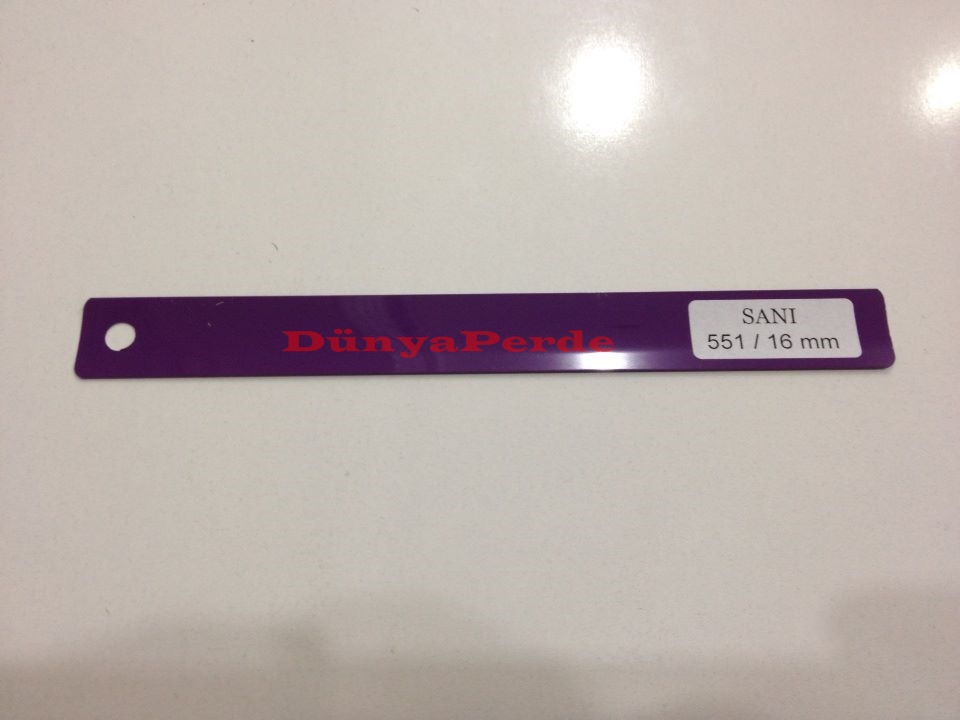 DünyaPerde
SANI
551 / 16 mm